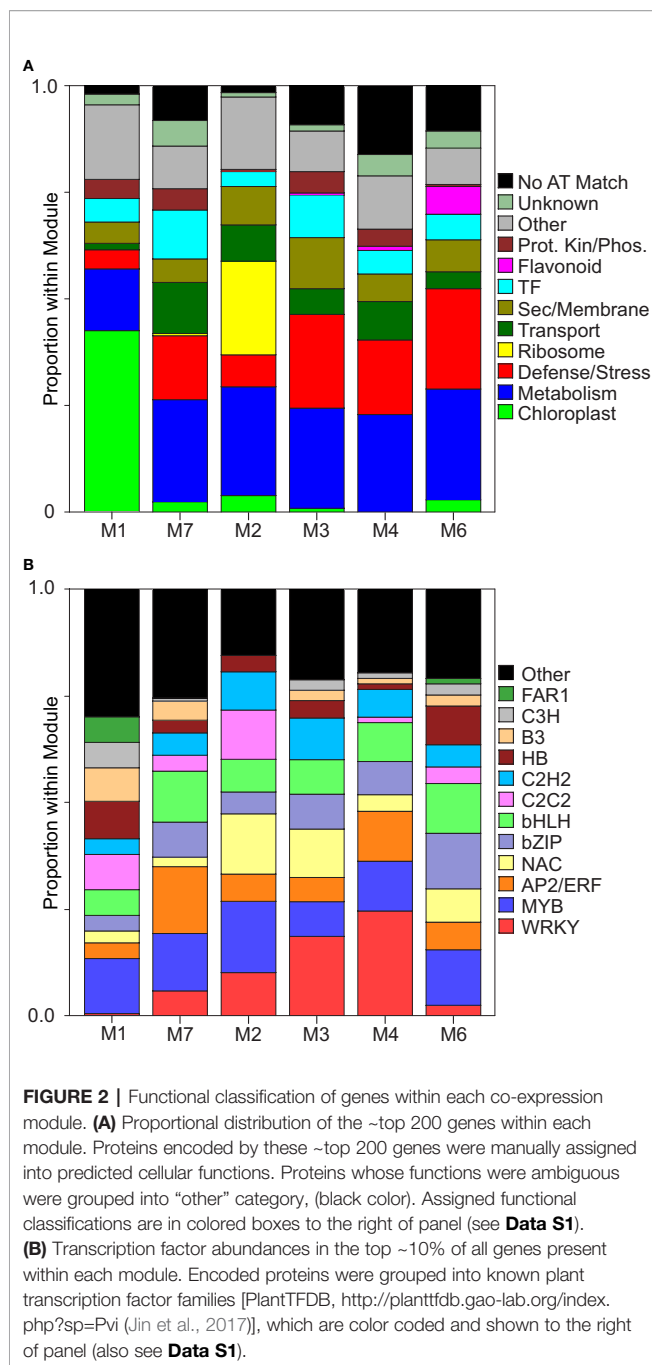 A
1.0
0
Proportion within Module
M1 M7 M2 M3 M4 M6
No AT Match
Unknown
Other
Prot. Kin/Phos.
Flavonoid
TF
Sec/Membrane
Transport
Ribosome
Defense/Stress
Metabolism
Chloroplast
B
1.0
0.0
Proportion within Module
M1 M7 M2 M3 M4 M6
Other
FAR1
C3H
B3
HB
C2H2
C2C2
bHLH
bZIP
NAC
AP2/ERF
MYB
WRKY
FIGURE 2 | Functional classification of genes within each co-expression
module. (A) Proportional distribution of the ~top 200 genes within each
module. Proteins encoded by these ~top 200 genes were manually assigned
into predicted cellular functions. Proteins whose functions were ambiguous
were grouped into “other” category, (black color). Assigned functional
classifications are in colored boxes to the right of panel (see Data S1).
(B) Transcription factor abundances in the top ~10% of all genes present
within each module. Encoded proteins were grouped into known plant
transcription factor families [PlantTFDB, http://planttfdb.gao-lab.org/index.
php?sp=Pvi (Jin et al., 2017)], which are color coded and shown to the right
of panel (also see Data S1).